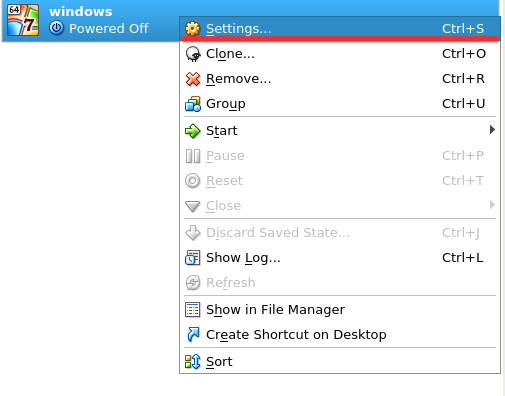 64
windows
7
Powered Off
Settings... Ctrl+S
Clone... Ctrl+O
Remove... Ctrl+R
Group Ctrl+U
Start
Pause Ctrl+P
Reset Ctrl+T
Close
Discard Saved State... Ctrl+J
Show Log... Ctrl+L
Refresh
Show in File Manager
Create Shortcut on Desktop
Sort